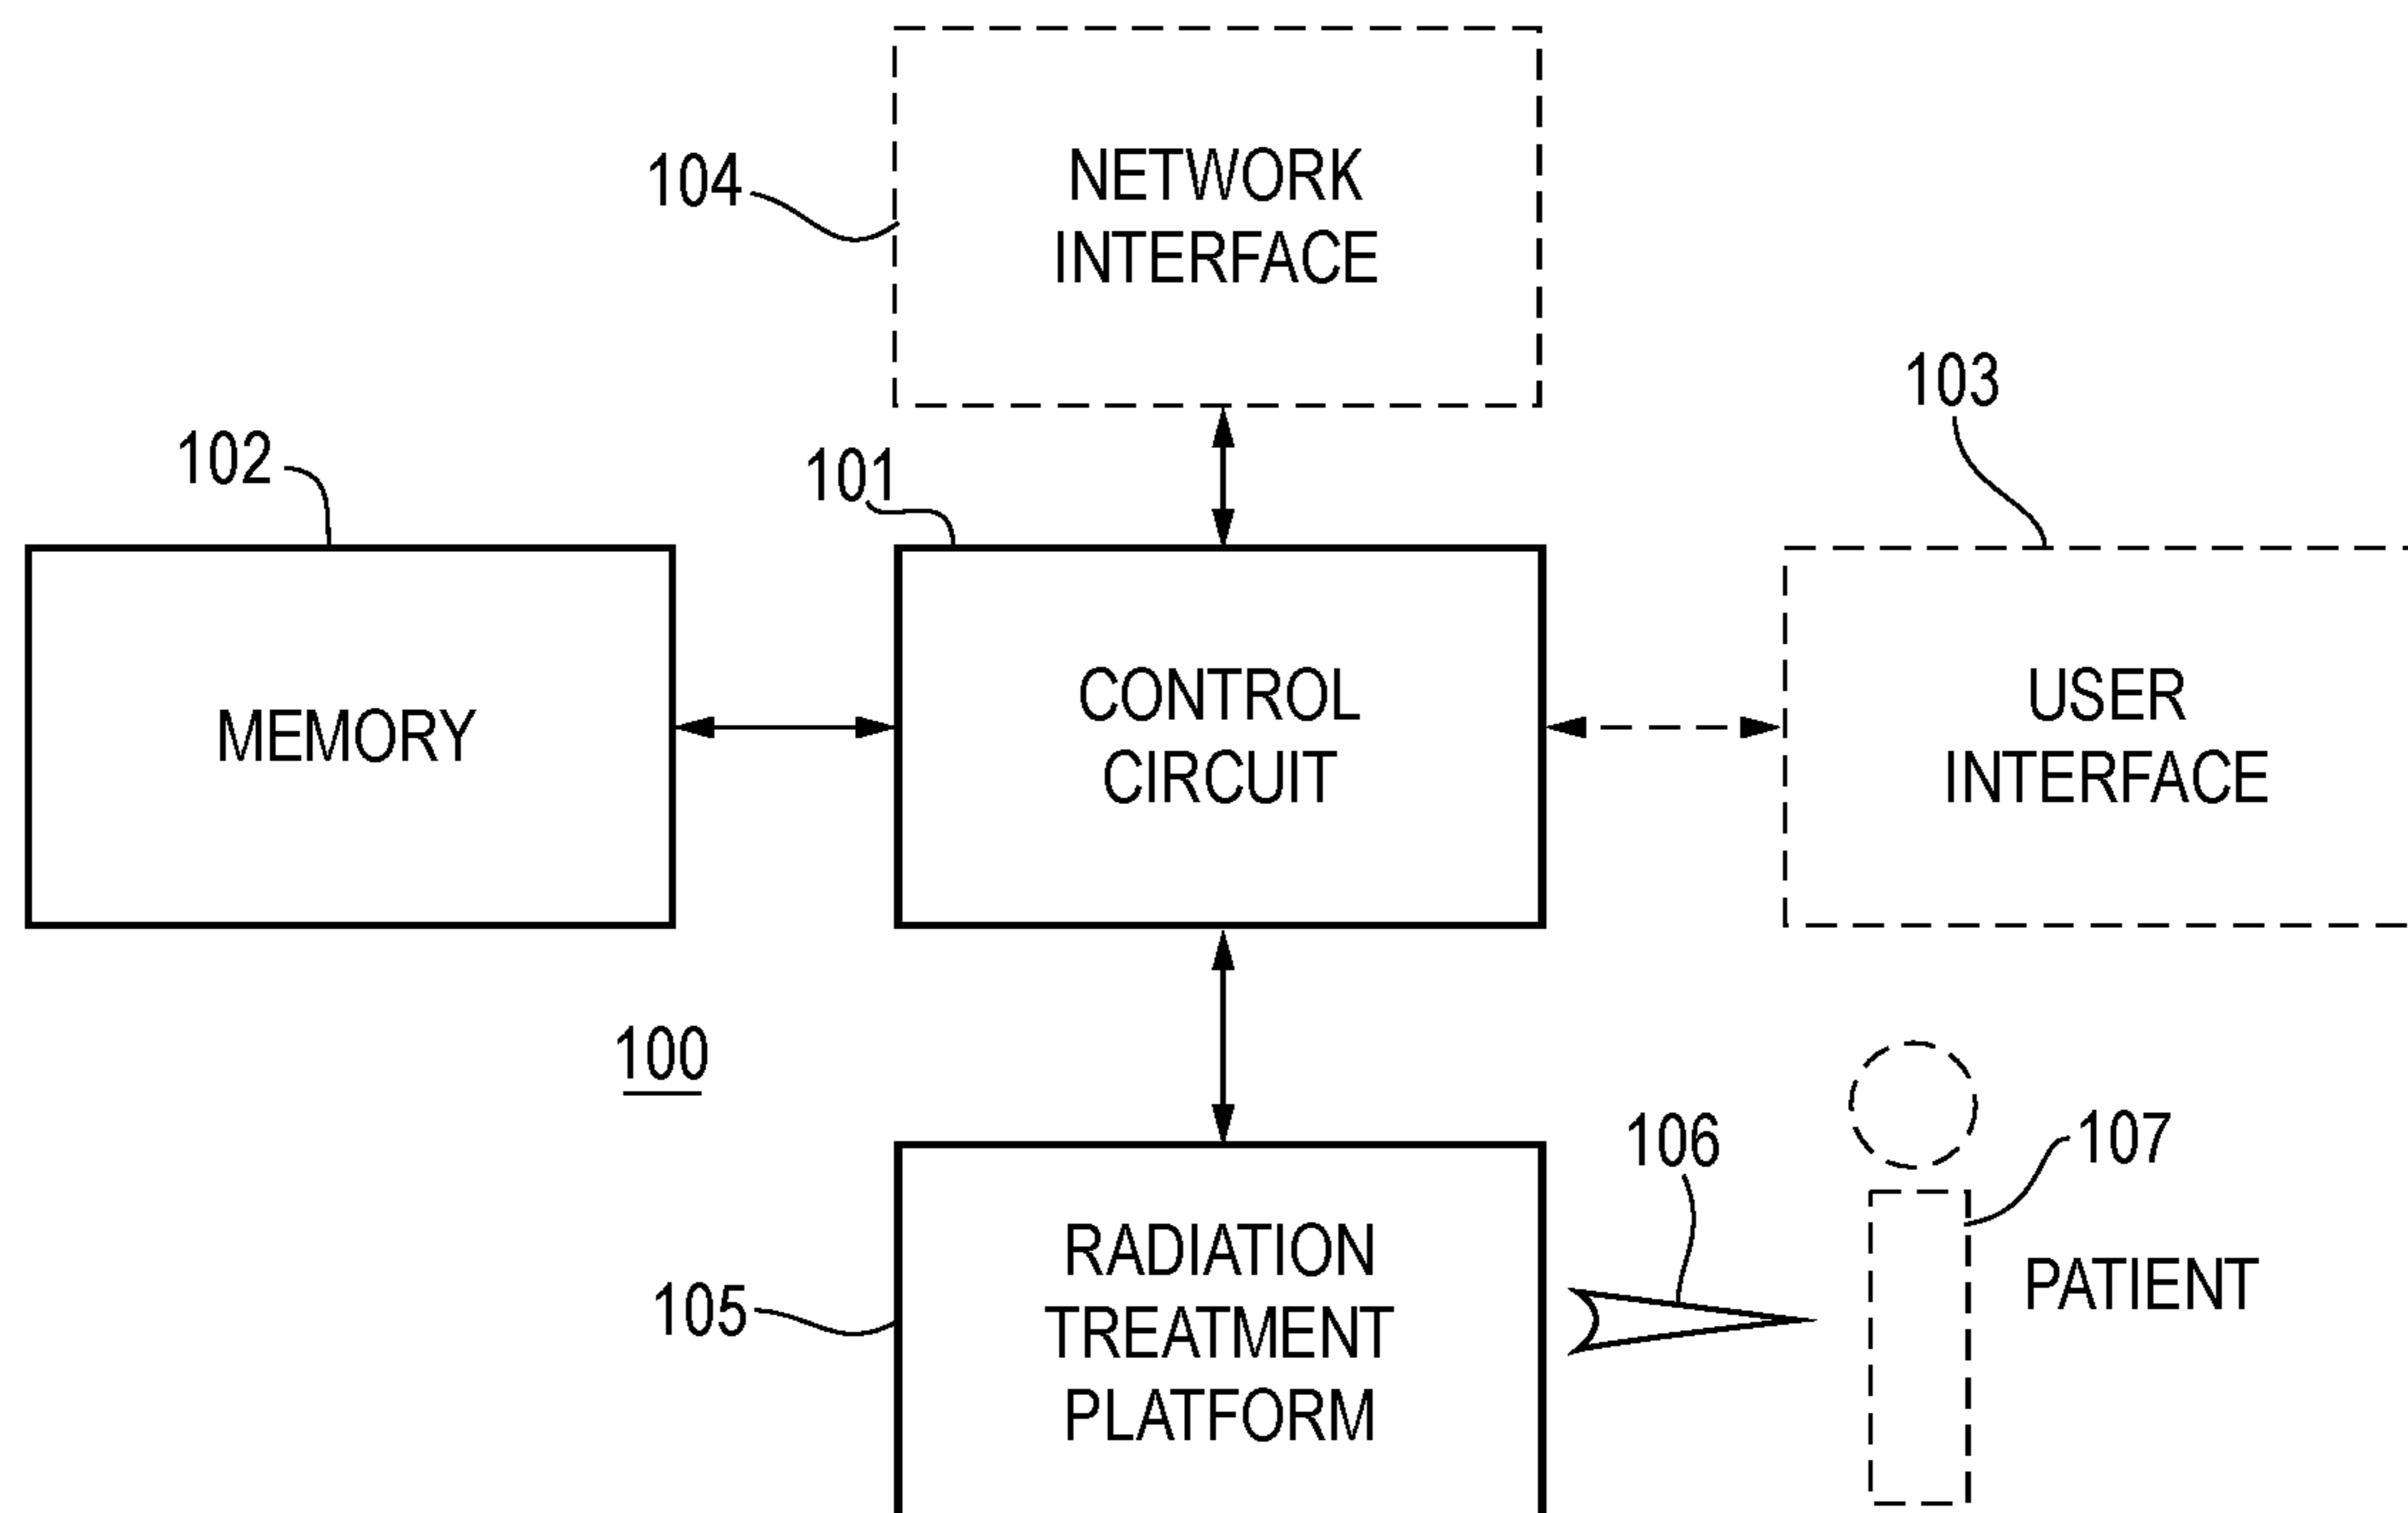 104
NETWORK
INTERFACE
103
102
101
MEMORY
CONTROL
CIRCUIT
USER
INTERFACE
100
106
107
105
RADIATION
TREATMENT
PLATFORM
PATIENT